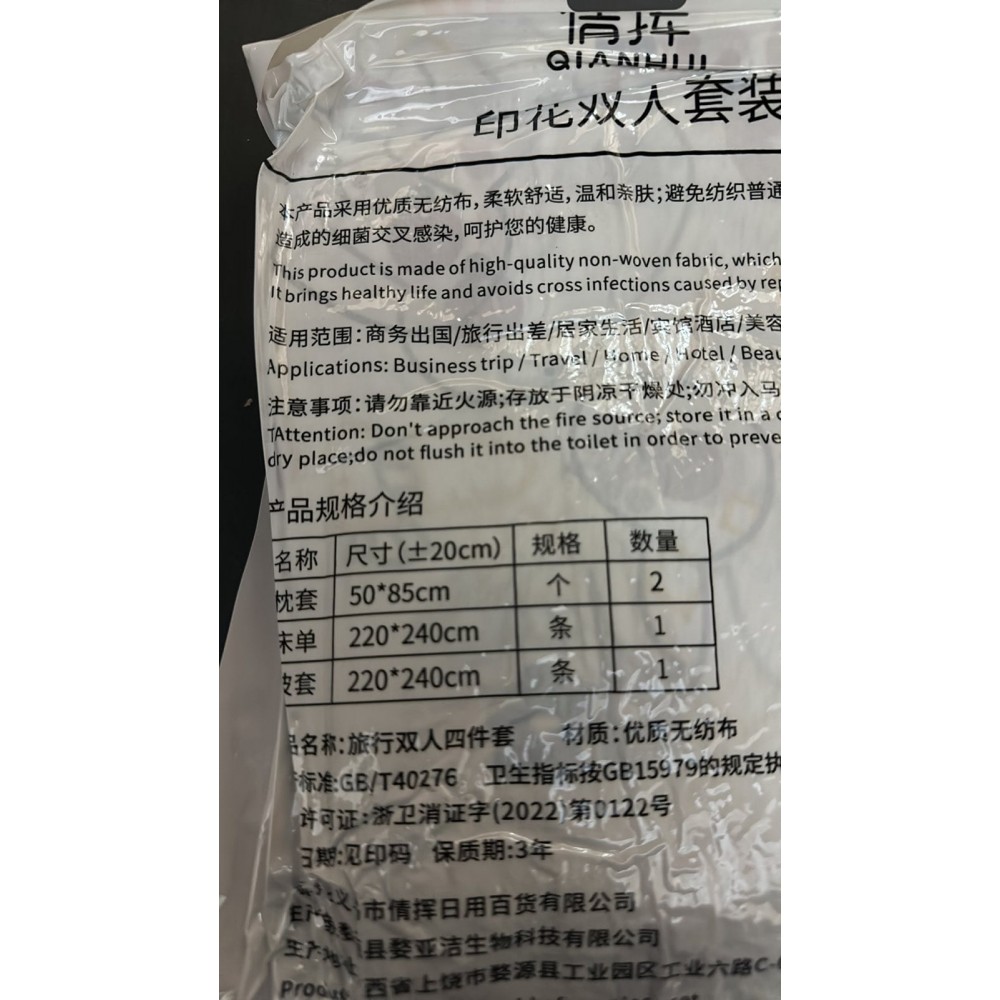 倩挥
QIANHUI
印花双人套装
本产品采用优质无纺布,柔软舒适,温和亲肤;避免纺织普通
造成的细菌交叉感染,呵护您的健康。
This product is made of high-quality non-woven fabric, which
It brings healthy life and avoids cross infections caused by rep
适用范围:商务出国/旅行出差/居家生活/宾馆酒店/美容
Applications: Business trip / Travel / Home / Hotel / Beau
注意事项:请勿靠近火源;存放于阴凉干燥处;勿冲入马
TAttention: Don't approach the fire source; store it in a c
dry place;do not flush it into the toilet in order to preve
产品规格介绍
名称 尺寸(±20cm) 规格 数量
枕套 50*85cm 个 2
床单 220*240cm 条 1
被套 220*240cm 条 1
品名称:旅行双人四件套 材质:优质无纺布
标准:GB/T40276 卫生指标按GB15979的规定执
许可证:浙卫消证字(2022)第0122号
日期:见印码 保质期:3年
市倩挥日用百货有限公司
县婺亚洁生物科技有限公司
生产地址 西省上饶市婺源县工业园区工业六路C-